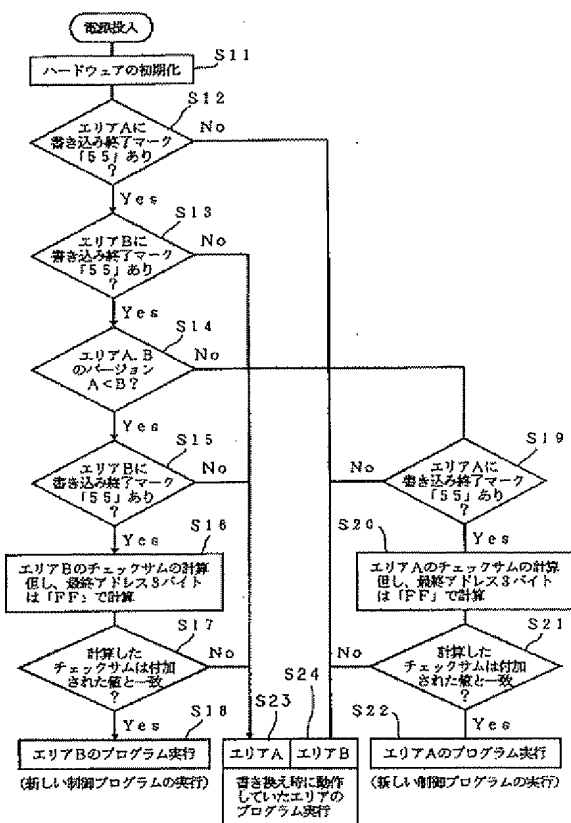 電源投入
S11
ハードウェアの初期化
S12
エリアAに
書き込み終了マーク
「55」あり
?
No
Yes
S13
エリアBに
書き込み終了マーク
「55」あり
?
No
Yes
S14
エリアA.B
のバージョン
A<B?
No
Yes
S15
エリアBに
書き込み終了マーク
「55」あり
?
No
Yes
S19
エリアAに
書き込み終了マーク
「55」あり
?
No
Yes
S16
エリアBのチェックサムの計算
但し、最終アドレス3バイト
は「FF」で計算
S20
エリアAのチェックサムの計算
但し、最終アドレス3バイト
は「FF」で計算
S17
計算した
チェックサムは付加
された値と一致
?
No
Yes
S21
計算した
チェックサムは付加
された値と一致
?
No
Yes
S18
エリアBのプログラム実行
(新しい制御プログラムの実行)
S23
エリアA
S24
エリアB
書き換え時に動作
していたエリアの
プログラム実行
S22
エリアAのプログラム実行
(新しい制御プログラムの実行)